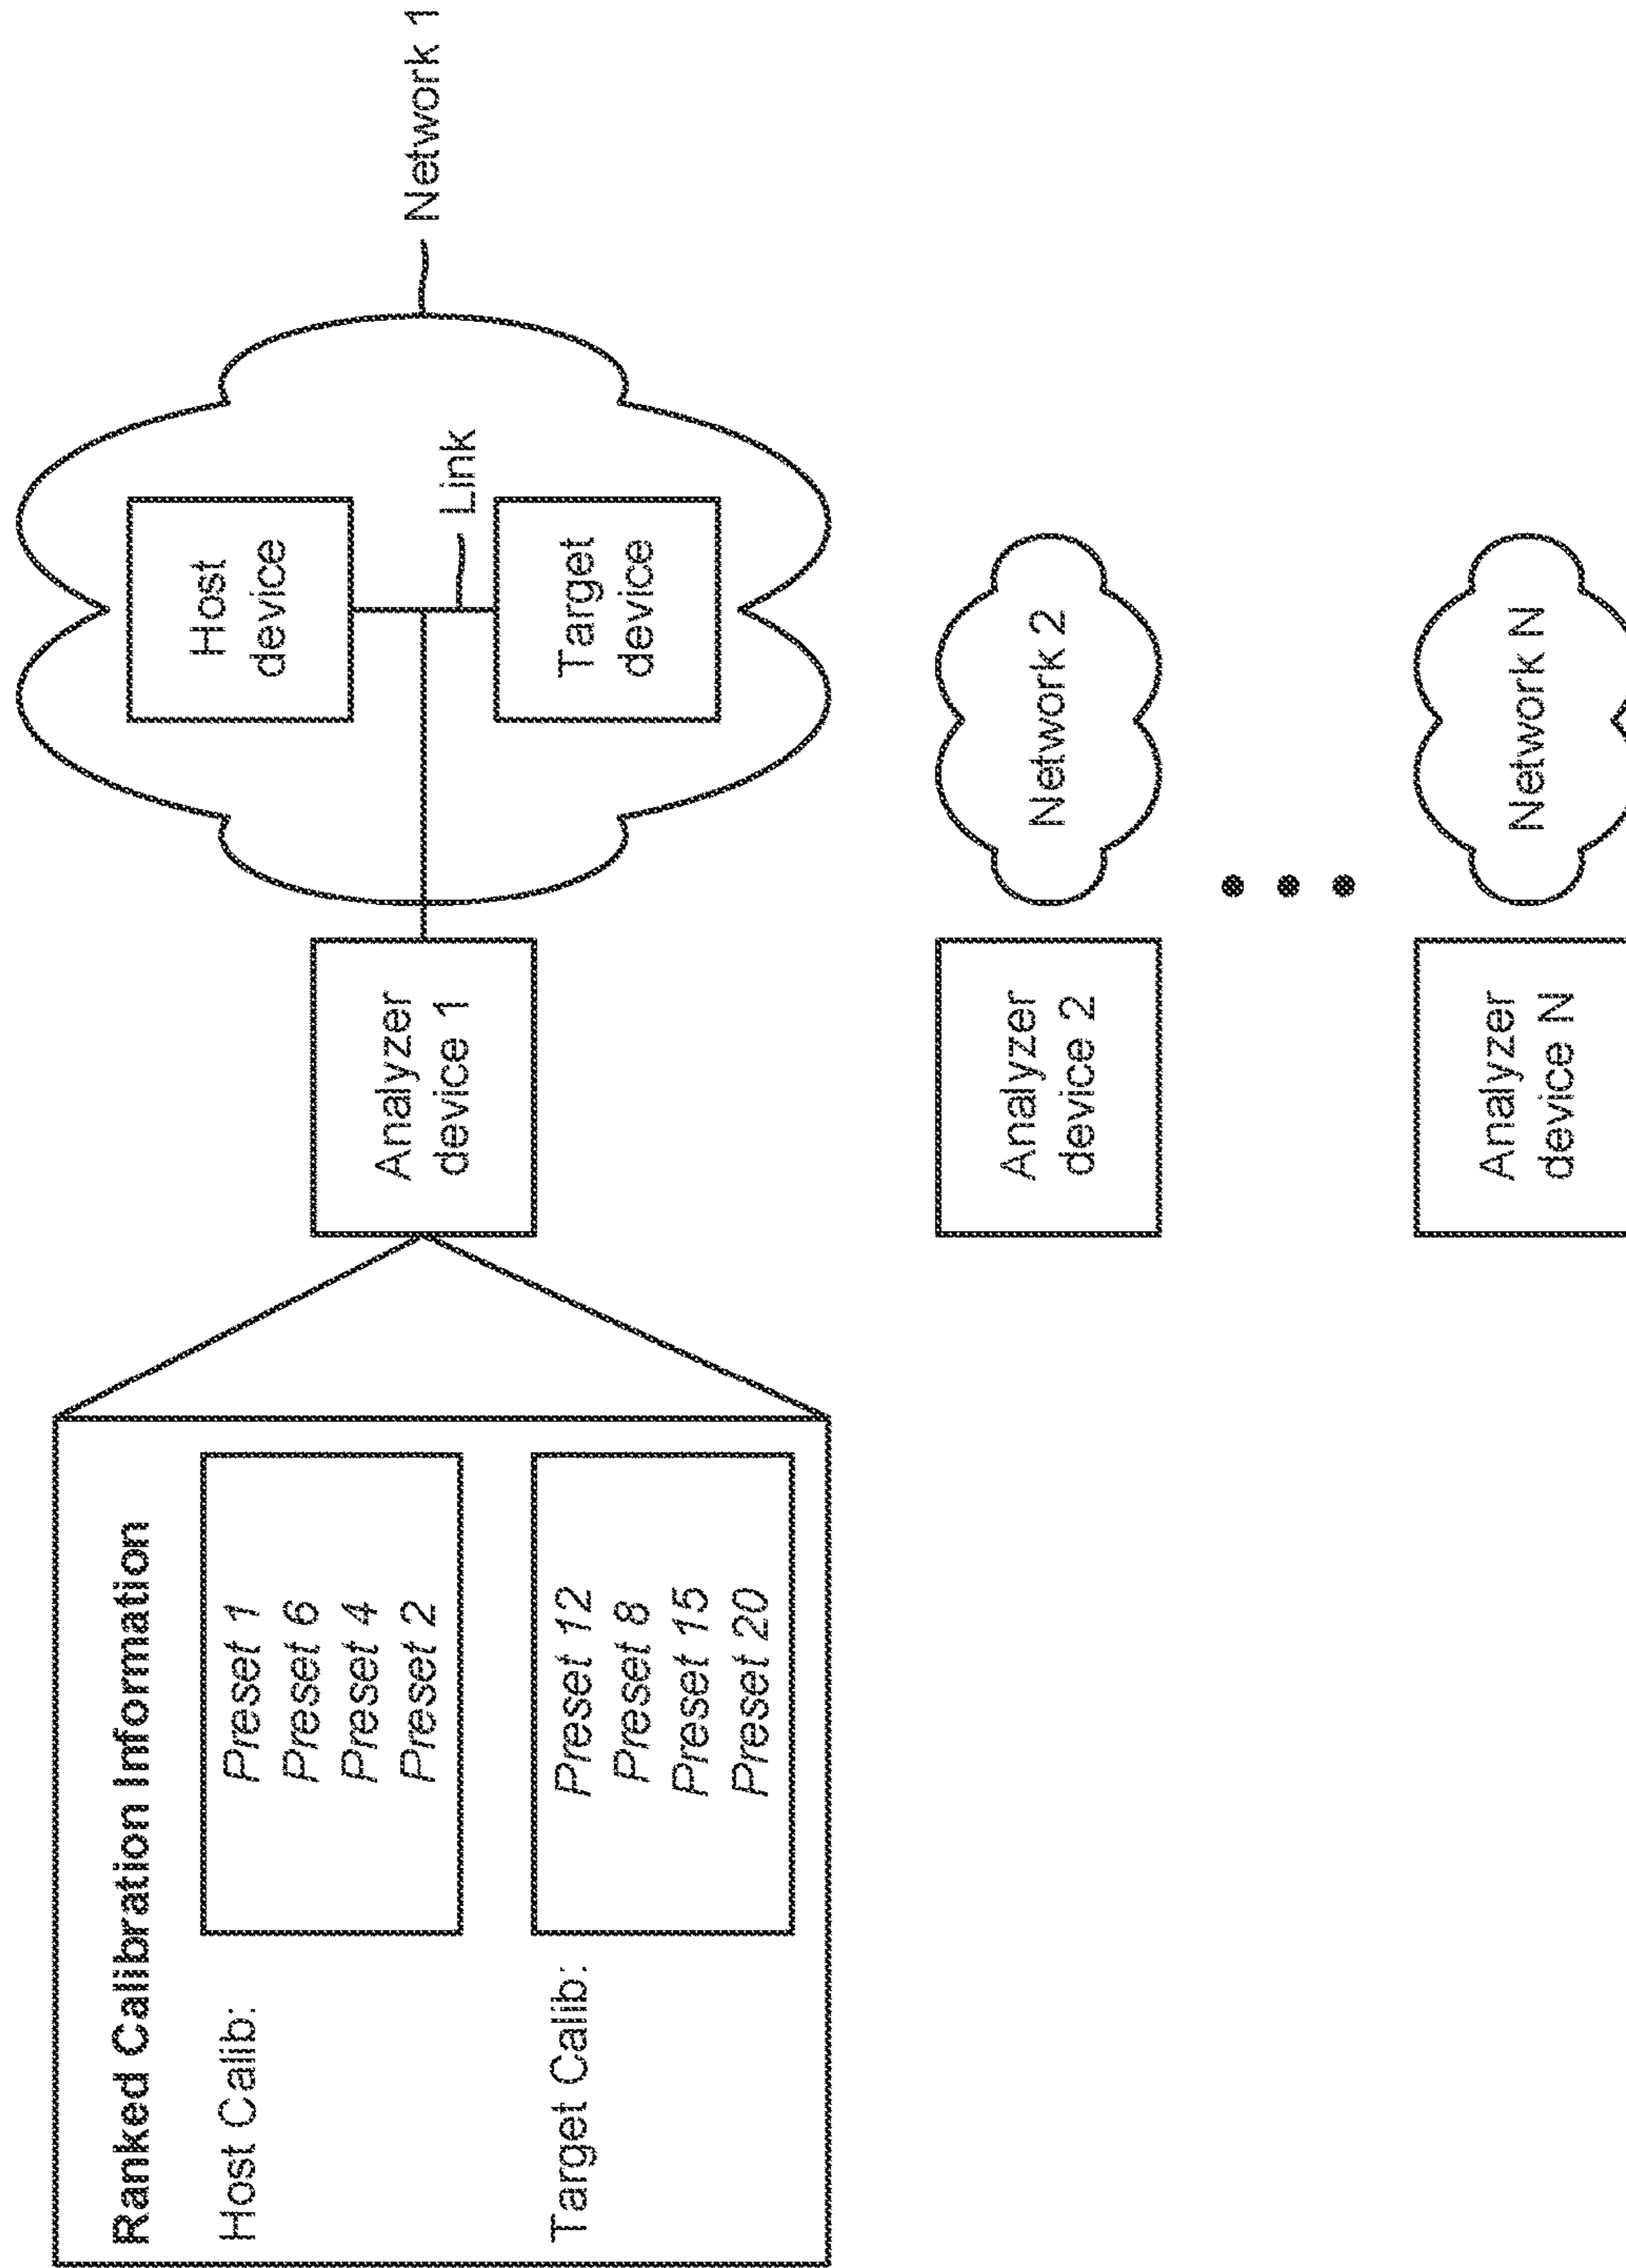 Ranked Calibration Information
Host Calib:
Preset 1
Preset 6
Preset 4
Preset 2
Target Calib:
Preset 12
Preset 8
Preset 15
Preset 20
Analyzer
device 1
Host
device
Link
Target
device
Network 1
Analyzer
device 2
Network 2
Analyzer
device N
Network N